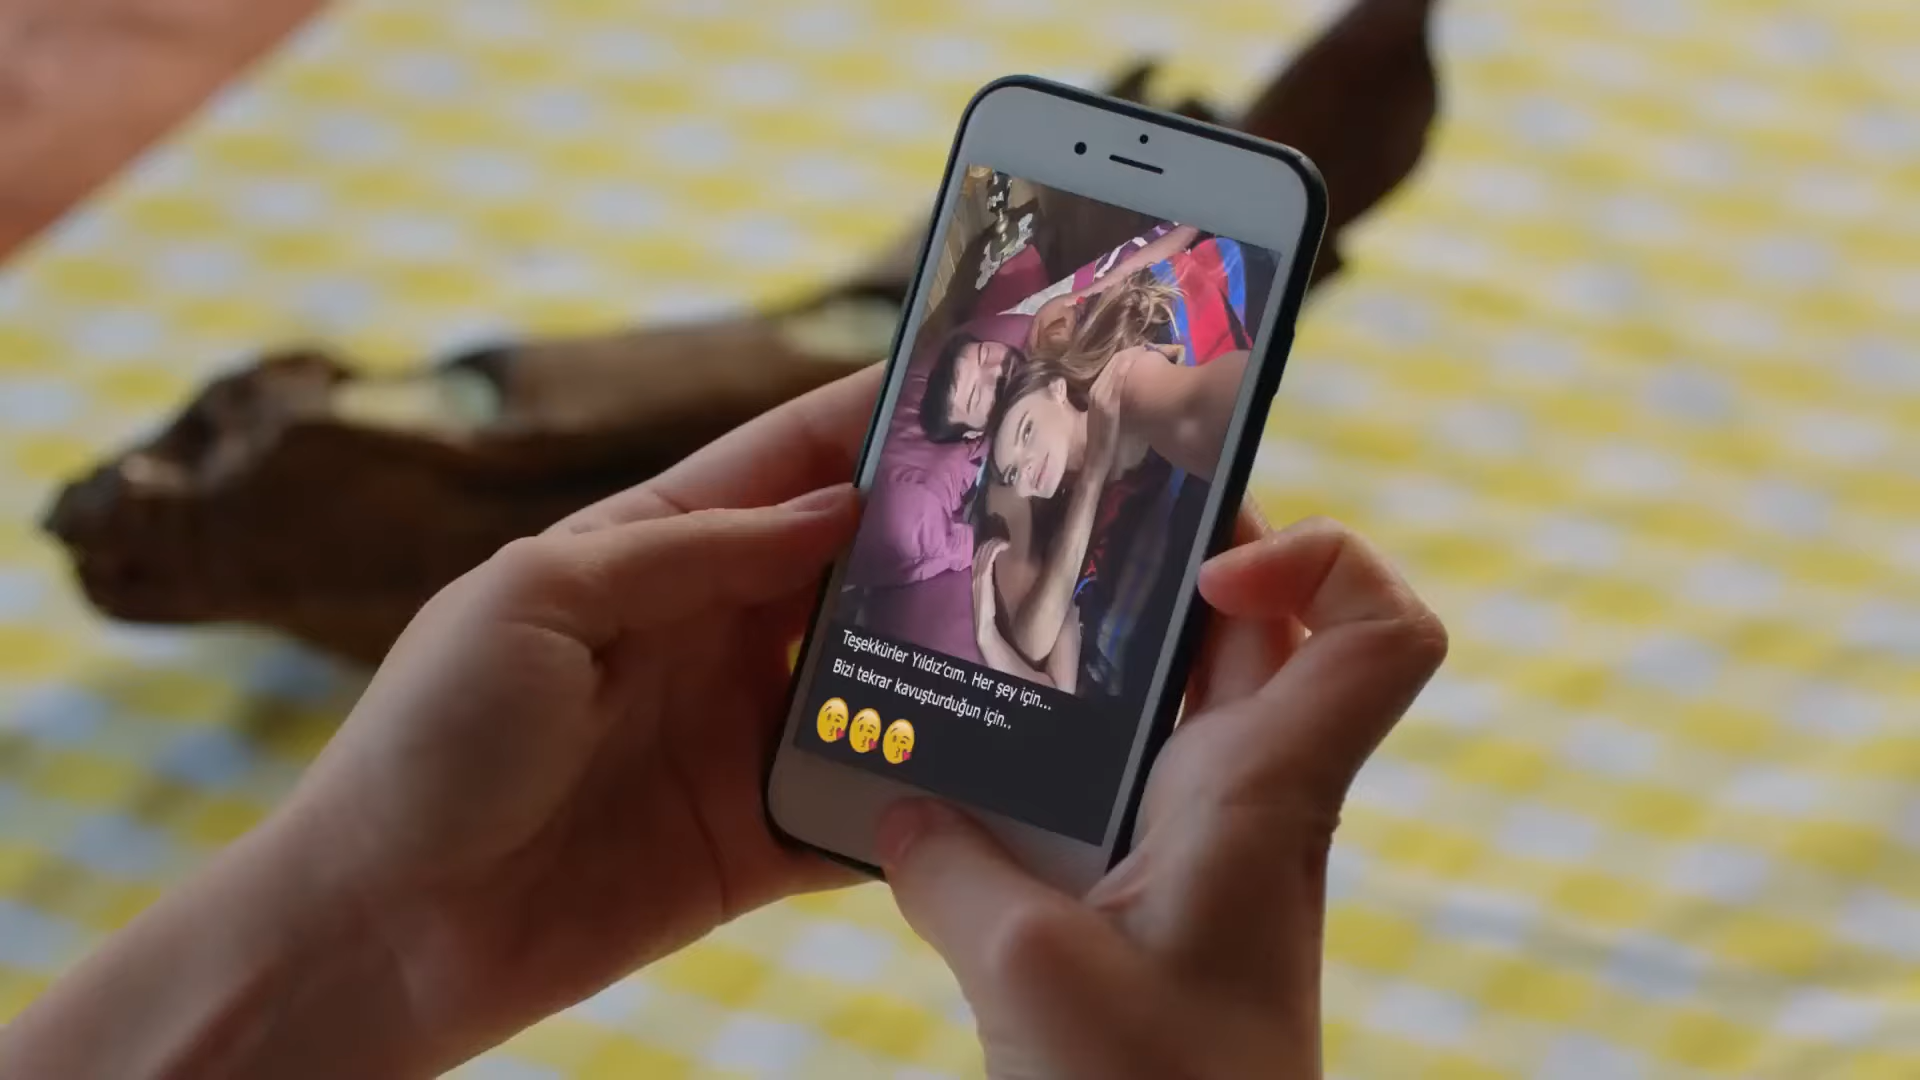 Teşekkürler Yıldız'cım. Her şey için...
Bizi tekrar kavuşturduğun için..